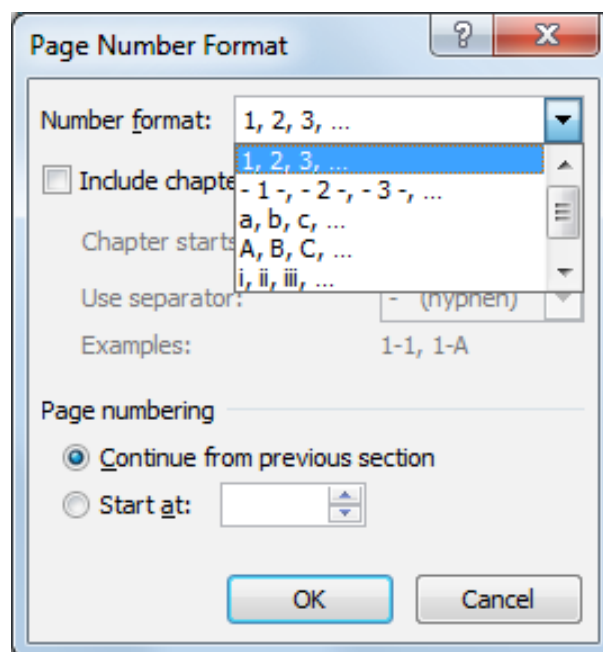 Page Number Format
Number format: 1, 2, 3, ...
1, 2, 3, ...
Include chapte
- 1 -, - 2 -, - 3 -, ...
a, b, c, ...
Chapter starts
A, B, C, ...
i, ii, iii, ...
Use separator: - (hyphen)
Examples: 1-1, 1-A
Page numbering
Continue from previous section
Start at:
OK Cancel